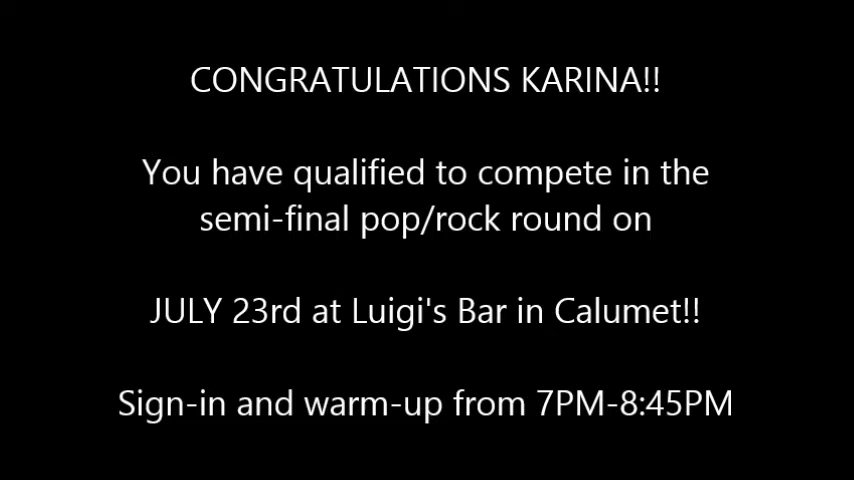 CONGRATULATIONS KARINA!!
You have qualified to compete in the
semi-final pop/rock round on
JULY 23rd at Luigi's Bar in Calumet!!
Sign-in and warm-up from 7PM-8:45PM